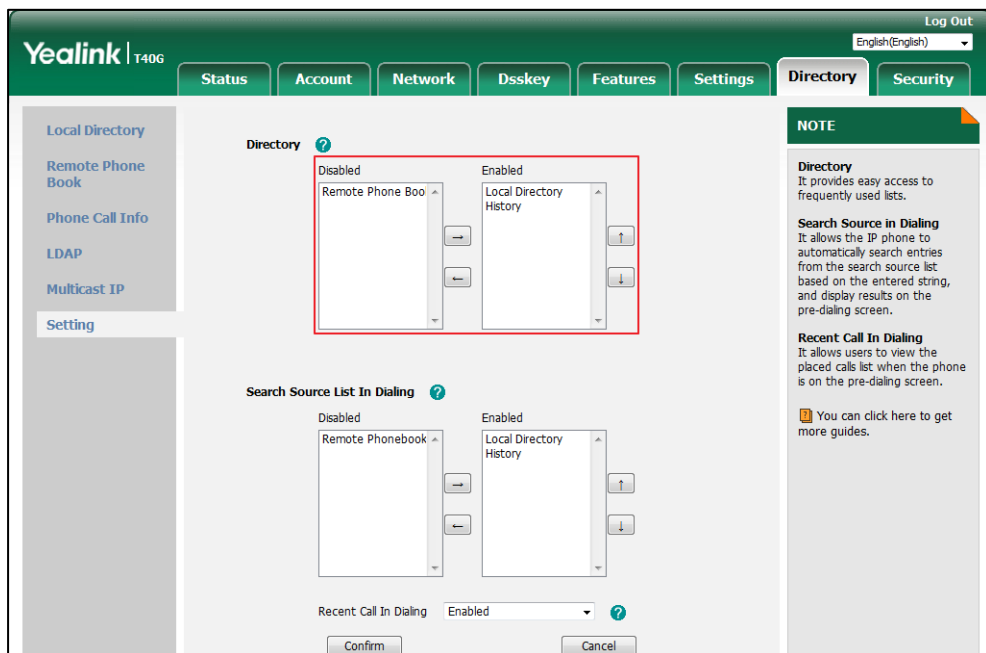 Log Out
English(English)
Yealink T40G
Status Account Network Dsskey Features Settings Directory Security
Local Directory
Remote Phone
Book
Phone Call Info
LDAP
Multicast IP
Setting
Directory ?
Disabled Enabled
Remote Phone Boo Local Directory
History
→ ↑
← ↓
Search Source List In Dialing ?
Disabled Enabled
Remote Phonebook Local Directory
History
→ ↑
← ↓
Recent Call In Dialing Enabled ?
Confirm Cancel
NOTE
Directory
It provides easy access to
frequently used lists.
Search Source in Dialing
It allows the IP phone to
automatically search entries
from the search source list
based on the entered string,
and display results on the
pre-dialing screen.
Recent Call In Dialing
It allows users to view the
placed calls list when the phone
is on the pre-dialing screen.
? You can click here to get
more guides.